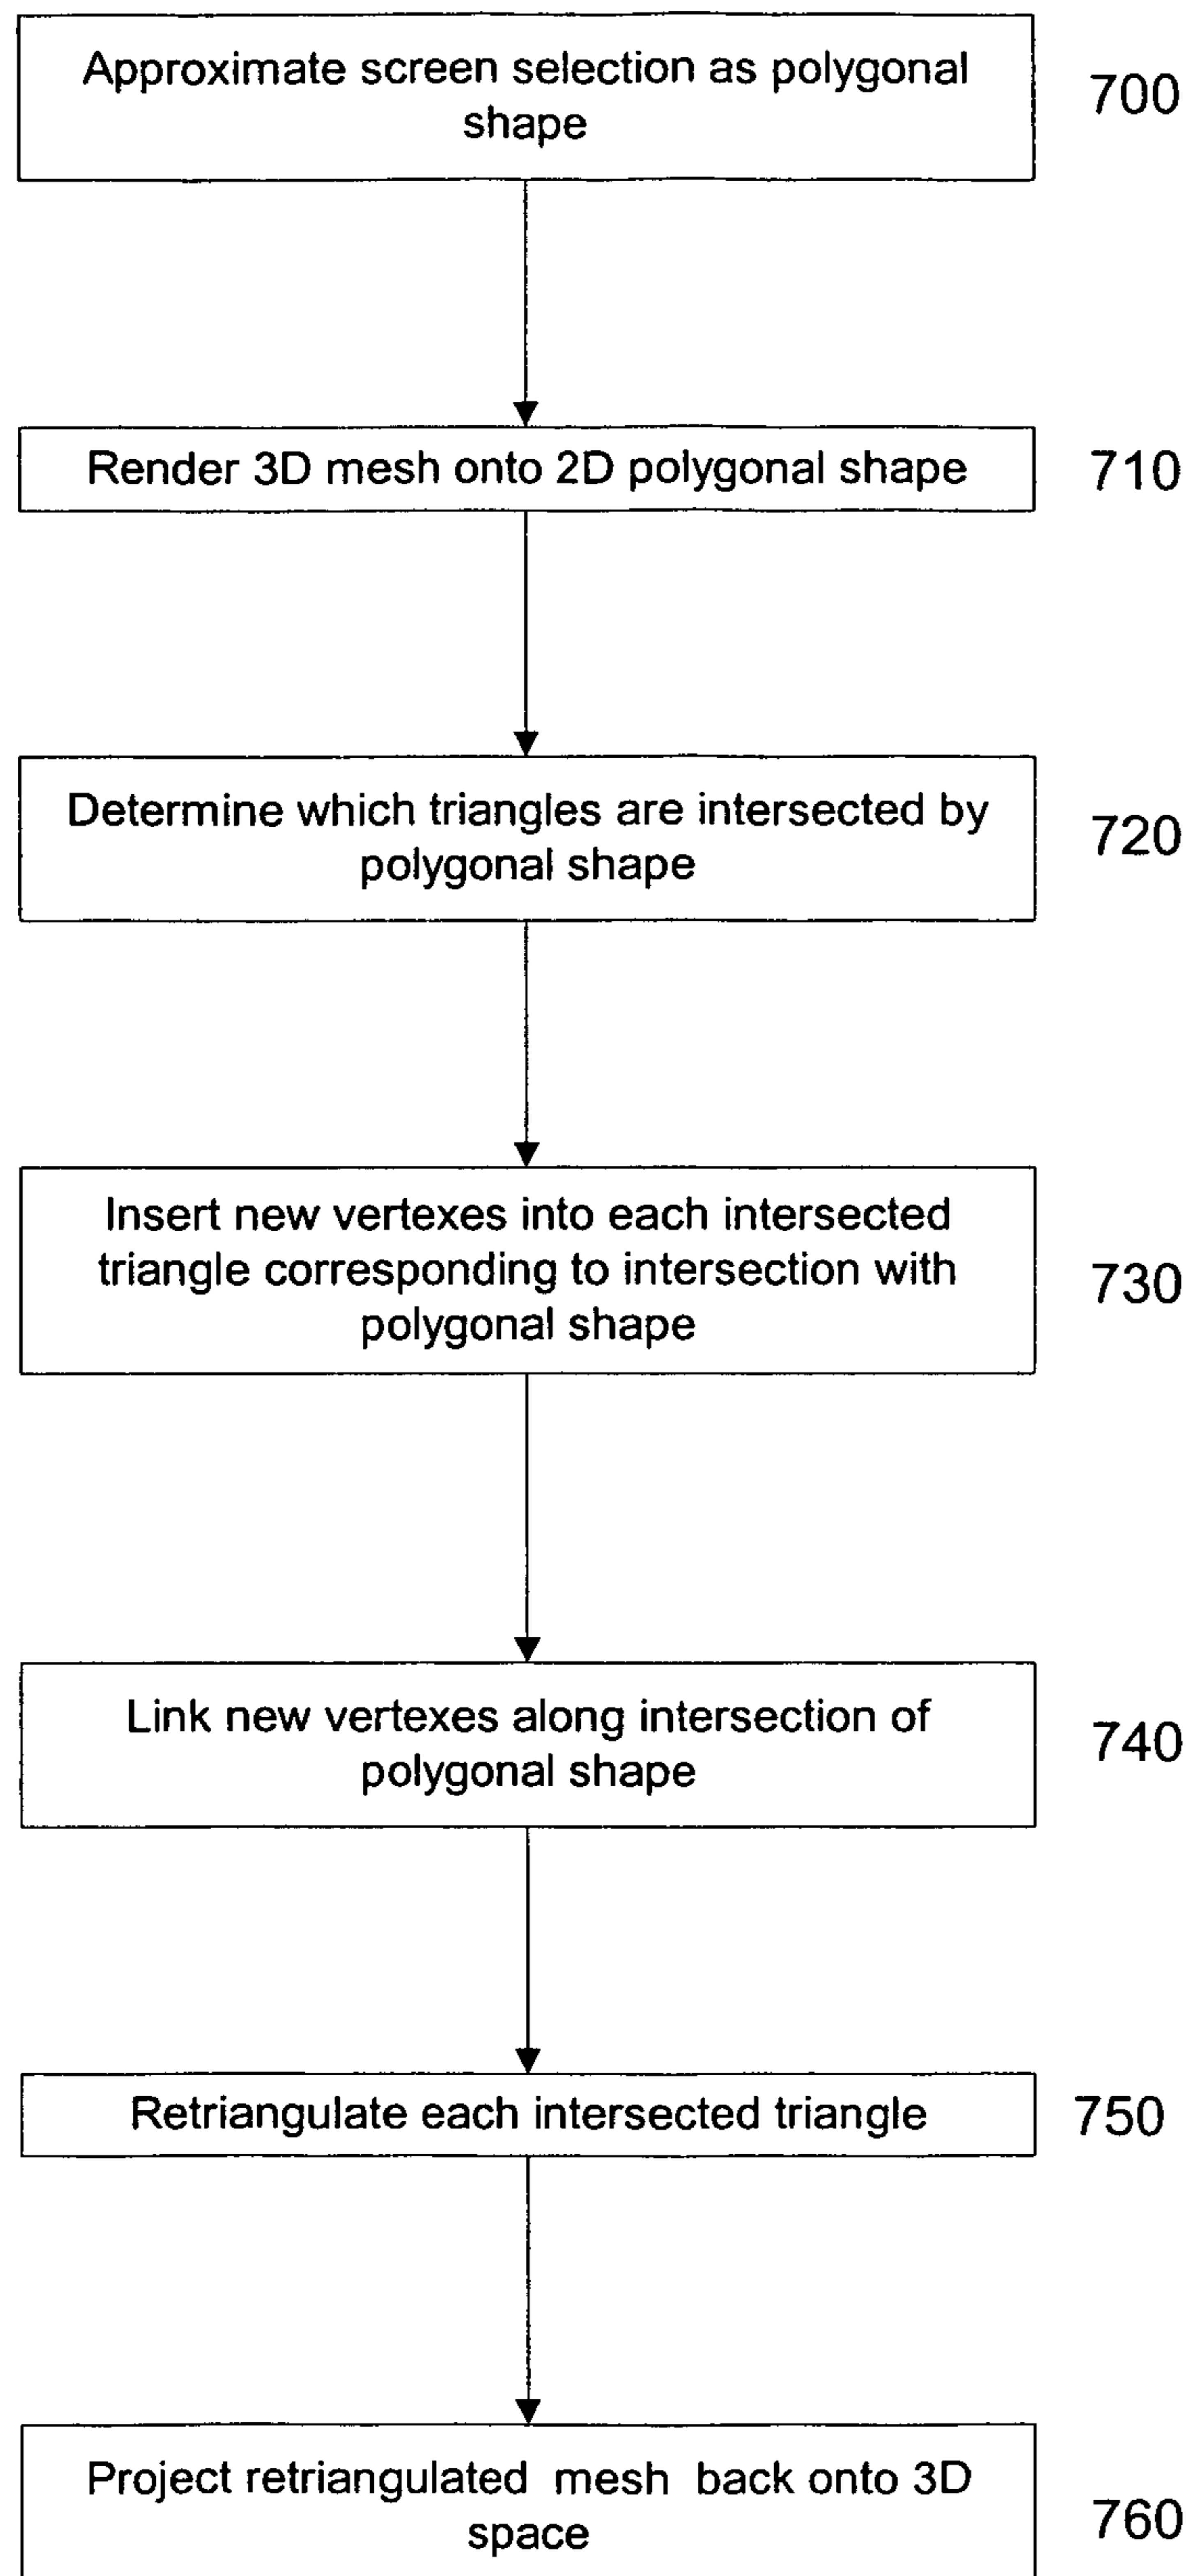 Approximate screen selection as polygonal
shape
700
Render 3D mesh onto 2D polygonal shape
710
Determine which triangles are intersected by
polygonal shape
720
Insert new vertexes into each intersected
triangle corresponding to intersection with
polygonal shape
730
Link new vertexes along intersection of
polygonal shape
740
Retriangulate each intersected triangle
750
Project retriangulated mesh back onto 3D
space
760